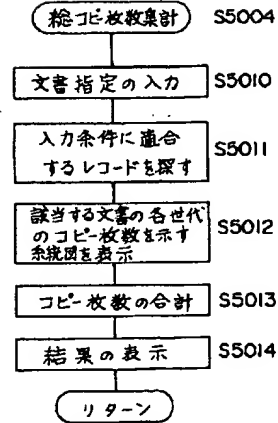 総コピー枚数集計 S5004
文書指定の入力 S5010
入力条件に適合
するレコードを探す S5011
該当する文書の各世代
のコピー枚数を示す
系統図を表示 S5012
コピー枚数の合計 S5013
結果の表示 S5014
リターン